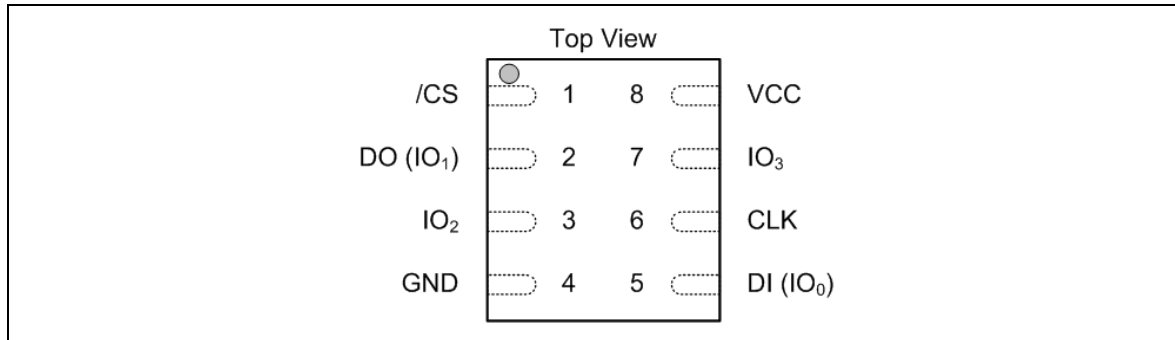 Top View
/CS 1 8 VCC
DO (IO₁) 2 7 IO₃
IO₂ 3 6 CLK
GND 4 5 DI (IO₀)